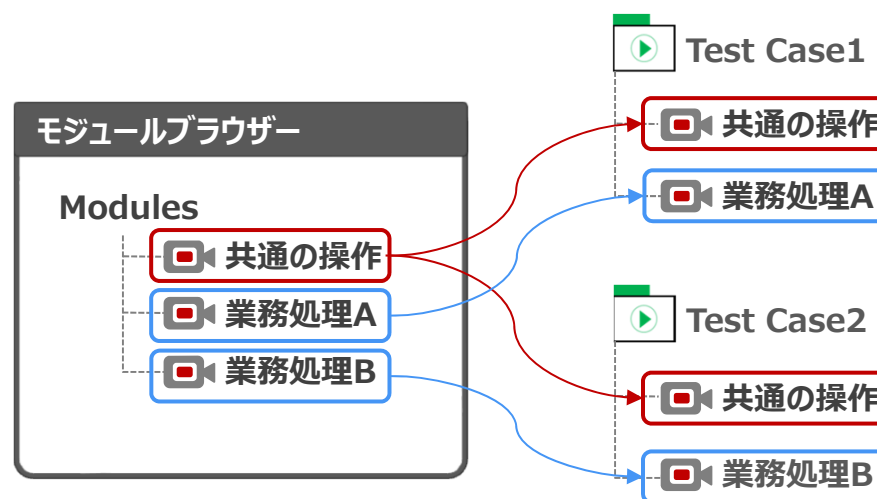 モジュールブラウザー
Modules
共通の操作
業務処理A
業務処理B
Test Case1
共通の操作
業務処理A
Test Case2
共通の操作
業務処理B